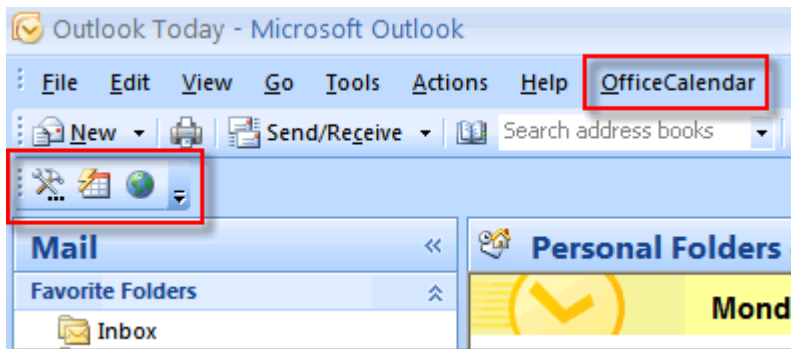 Outlook Today - Microsoft Outlook
File Edit View Go Tools Actions Help OfficeCalendar
New Send/Receive Search address books
Mail Personal Folders
Favorite Folders
Mond
Inbox